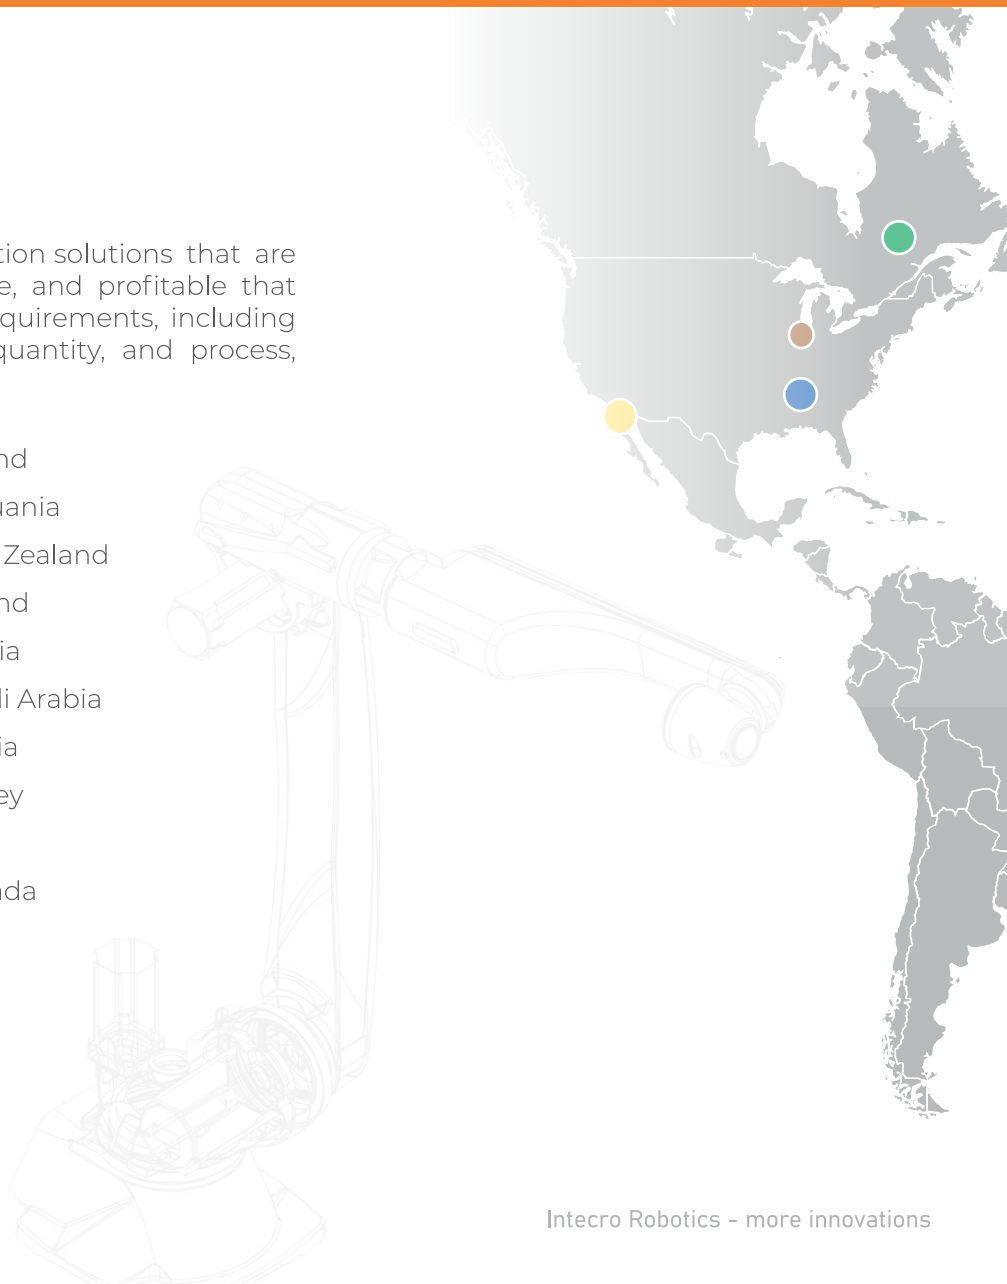 tion solutions that are
e, and profitable that
quirements, including
quantity, and process,
nd
uania
Zealand
nd
ia
li Arabia
ia
ey
ada
Intecro Robotics - more innovations